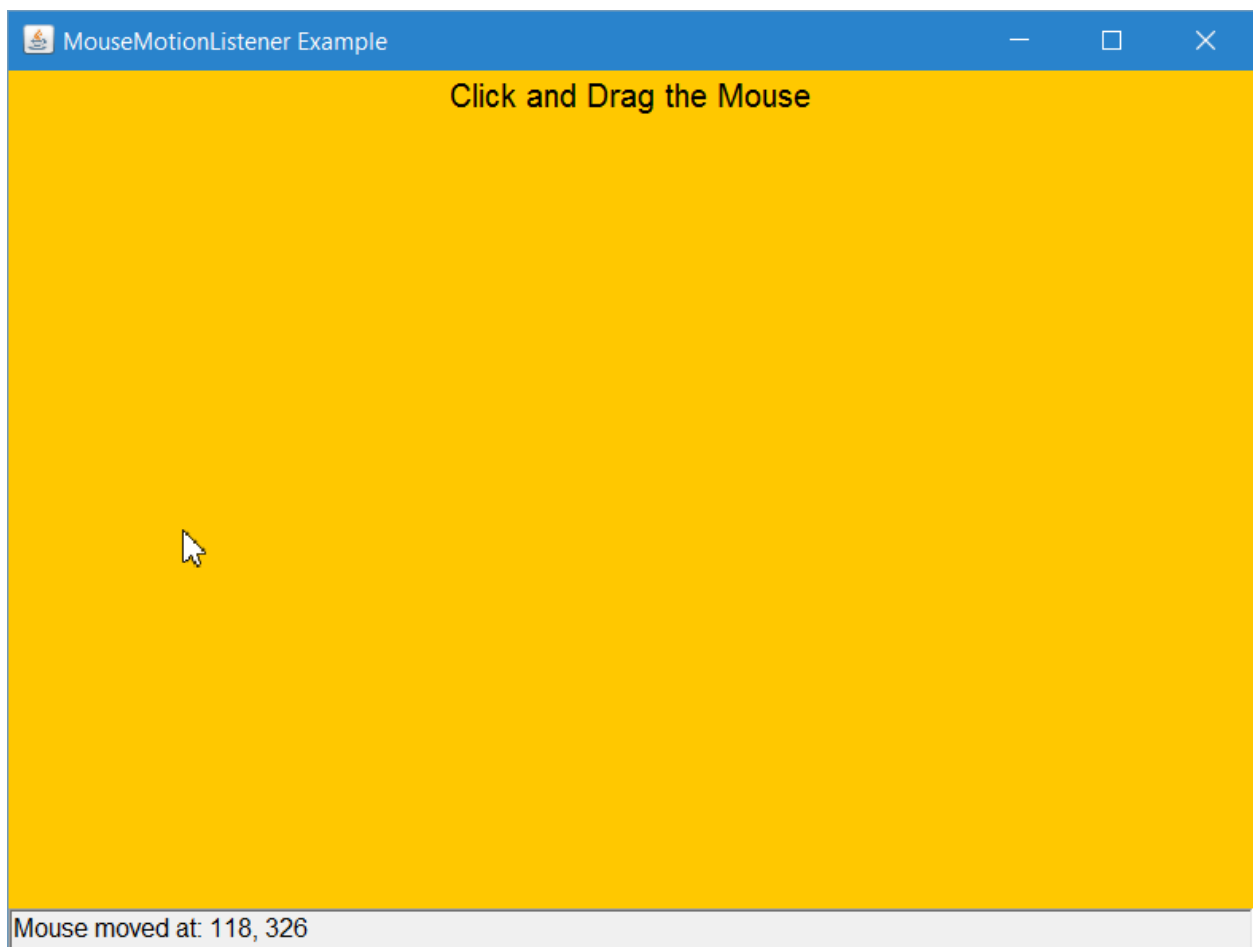 MouseMotionListener Example
Click and Drag the Mouse
Mouse moved at: 118, 326